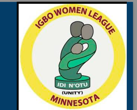 IGBO WOMEN LEAGUE
IDI N'OTU
(UNITY)
MINNESOTA